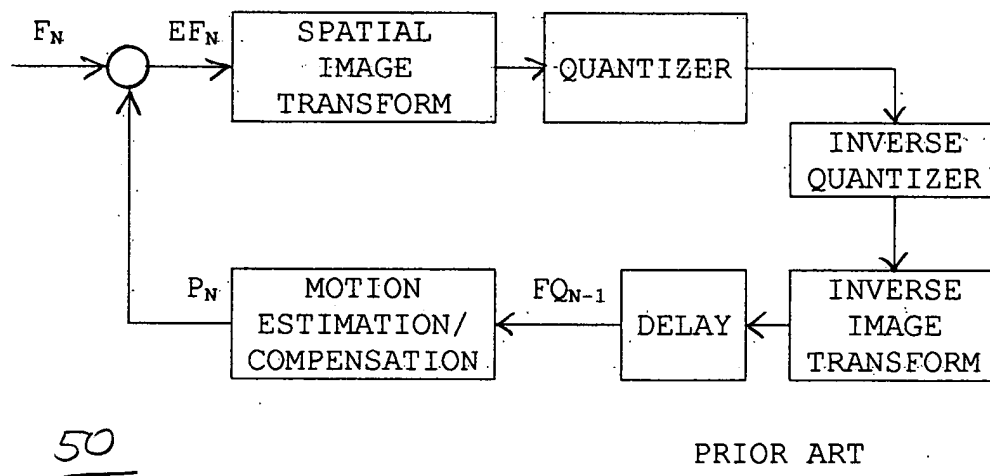 F_N
EF_N
SPATIAL
IMAGE
TRANSFORM
QUANTIZER
INVERSE
QUANTIZER
P_N
MOTION
ESTIMATION/
COMPENSATION
FQ_{N-1}
DELAY
INVERSE
IMAGE
TRANSFORM
50
PRIOR ART